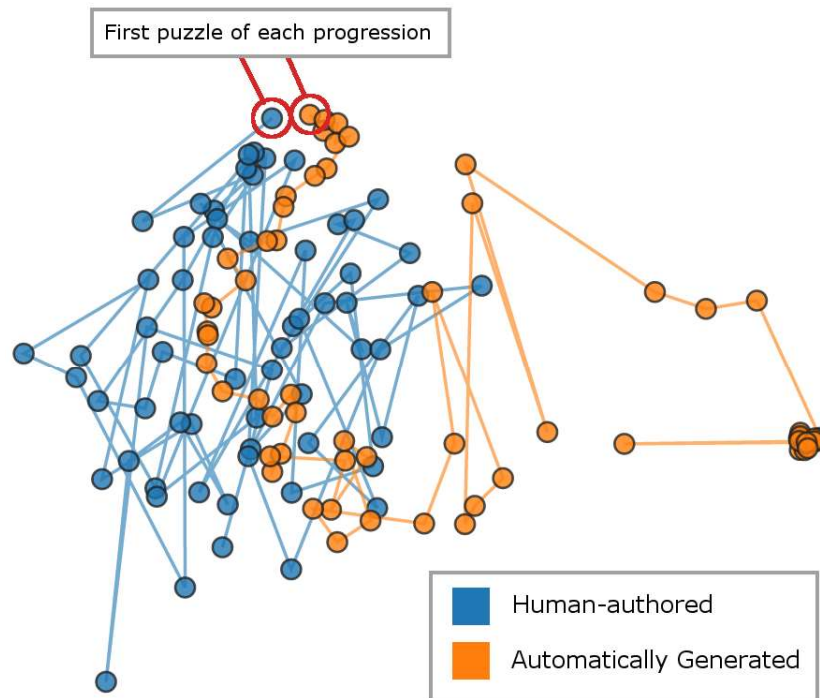 First puzzle of each progression
Human-authored
Automatically Generated